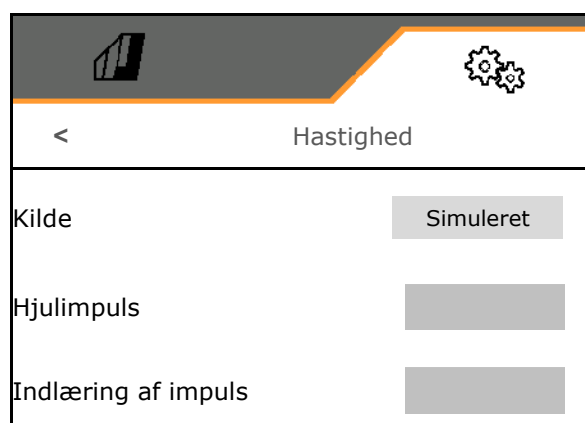 < Hastighed
Kilde Simuleret
Hjulimpuls
Indlæring af impuls